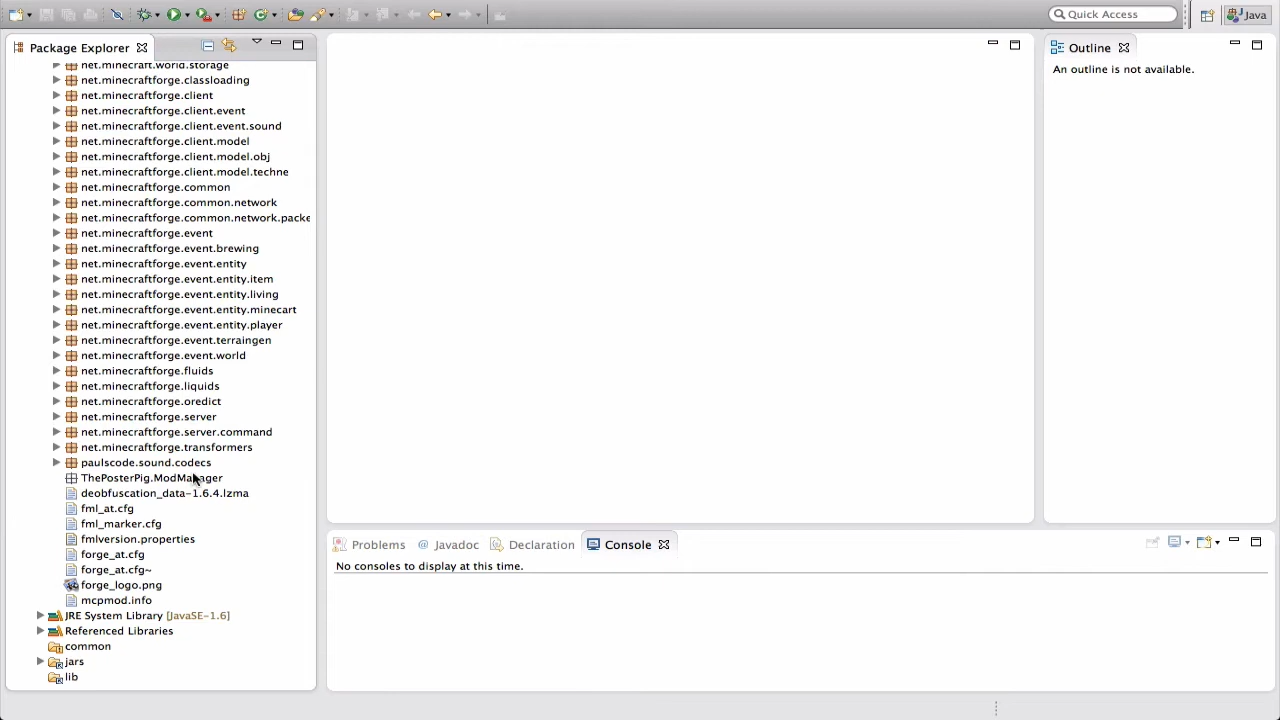 Quick Access
Java
Package Explorer
net.minecraft.world.storage
net.minecraftforge.classloading
net.minecraftforge.client
net.minecraftforge.client.event
net.minecraftforge.client.event.sound
net.minecraftforge.client.model
net.minecraftforge.client.model.obj
net.minecraftforge.client.model.techne
net.minecraftforge.common
net.minecraftforge.common.network
net.minecraftforge.common.network.packe
net.minecraftforge.event
net.minecraftforge.event.brewing
net.minecraftforge.event.entity
net.minecraftforge.event.entity.item
net.minecraftforge.event.entity.living
net.minecraftforge.event.entity.minecart
net.minecraftforge.event.entity.player
net.minecraftforge.event.terraingen
net.minecraftforge.event.world
net.minecraftforge.fluids
net.minecraftforge.liquids
net.minecraftforge.oredict
net.minecraftforge.server
net.minecraftforge.server.command
net.minecraftforge.transformers
paulscode.sound.codecs
ThePosterPig.ModManager
deobfuscation_data-1.6.4.lzma
fml_at.cfg
fml_marker.cfg
fmlversion.properties
forge_at.cfg
forge_at.cfg~
forge_logo.png
mcpmod.info
JRE System Library [JavaSE-1.6]
Referenced Libraries
common
jars
lib
Outline
An outline is not available.
Problems
@ Javadoc
Declaration
Console
No consoles to display at this time.